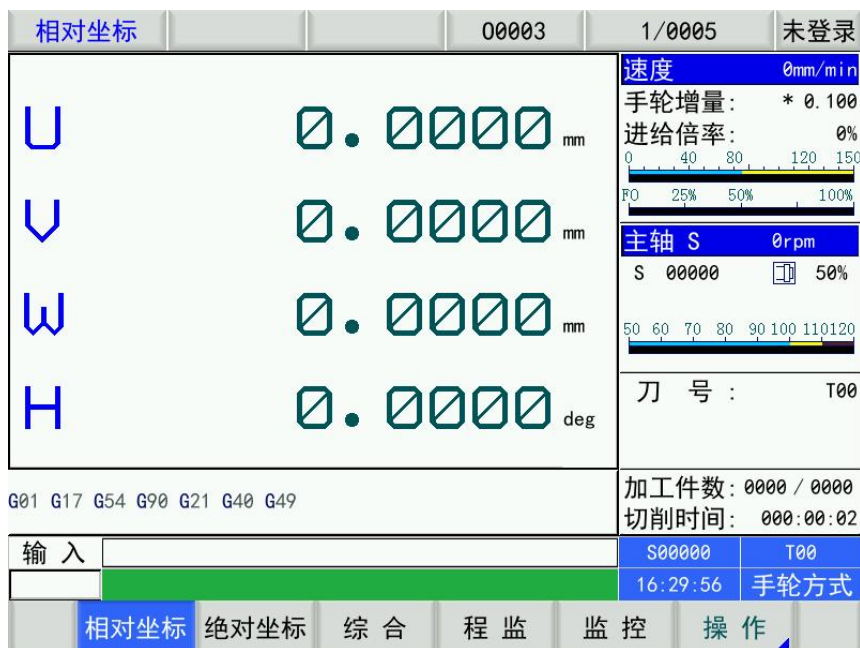 相对坐标 O0003 1/0005 未登录
U 0.0000 mm
V 0.0000 mm
W 0.0000 mm
H 0.0000 deg
G01 G17 G54 G90 G21 G40 G49
速度 0mm/min
手轮增量: * 0.100
进给倍率: 0%
0 40 80 120 150
F0 25% 50% 100%
主轴 S 0rpm
S 00000 50%
50 60 70 80 90 100 110 120
刀 号 : T00
加工件数: 0000 / 0000
切削时间: 000:00:02
输 入 S00000 T00
16:29:56 手轮方式
相对坐标 绝对坐标 综 合 程 监 监 控 操 作